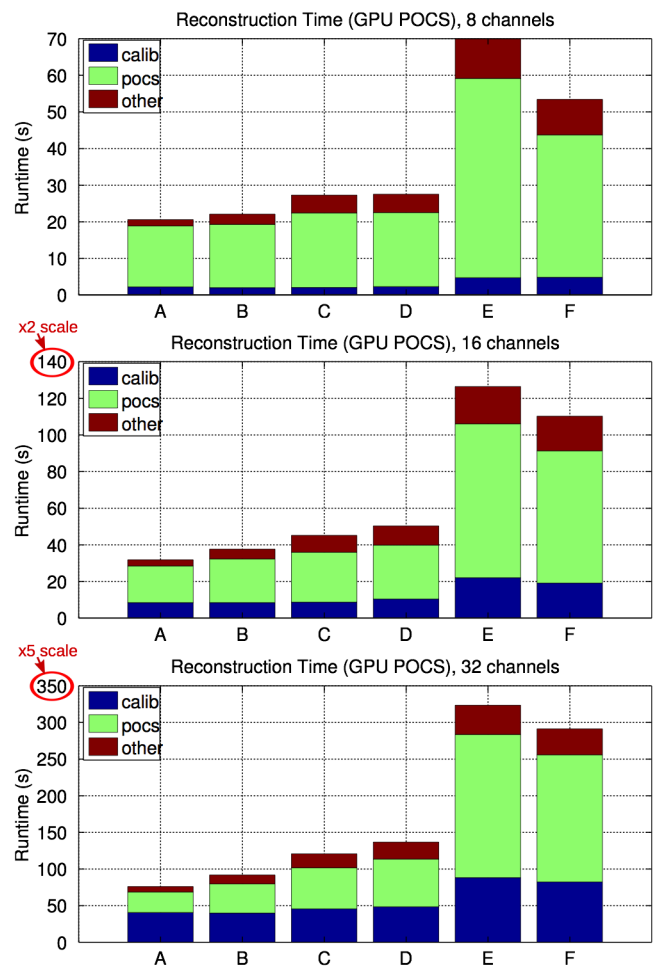 Reconstruction Time (GPU POCS), 8 channels
70
60
50
40
30
20
10
0
Runtime (s)
calib
pocs
other
A B C D E F
x2 scale
Reconstruction Time (GPU POCS), 16 channels
140
120
100
80
60
40
20
0
Runtime (s)
calib
pocs
other
A B C D E F
x5 scale
Reconstruction Time (GPU POCS), 32 channels
350
300
250
200
150
100
50
0
Runtime (s)
calib
pocs
other
A B C D E F